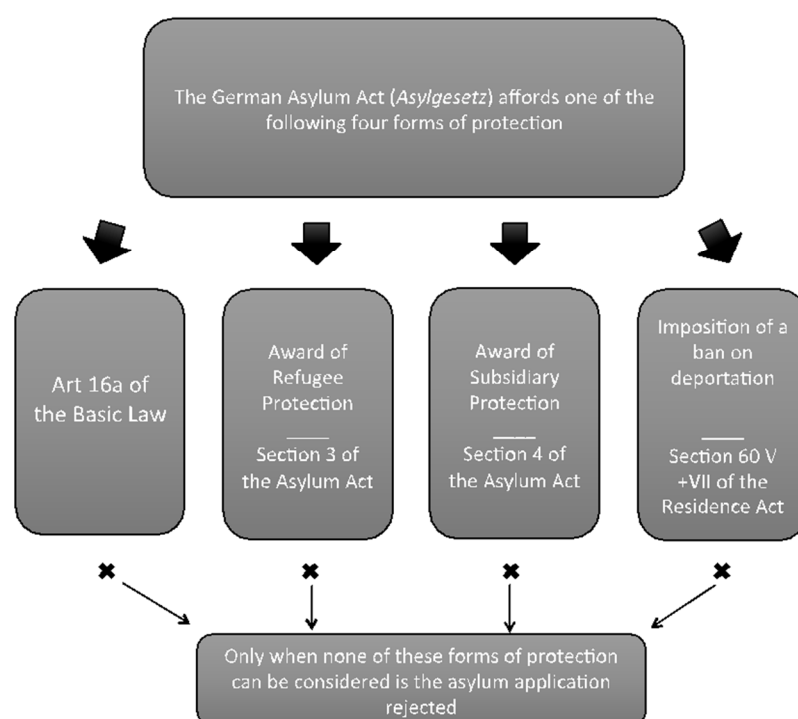 The German Asylum Act (Asylgesetz) affords one of the
following four forms of protection
Art 16a of
the Basic Law
Award of
Refugee
Protection
Section 3 of
the Asylum Act
Award of
Subsidiary
Protection
Section 4 of
the Asylum Act
Imposition of a
ban on
deportation
Section 60 V
+VII of the
Residence Act
Only when none of these forms of protection
can be considered is the asylum application
rejected